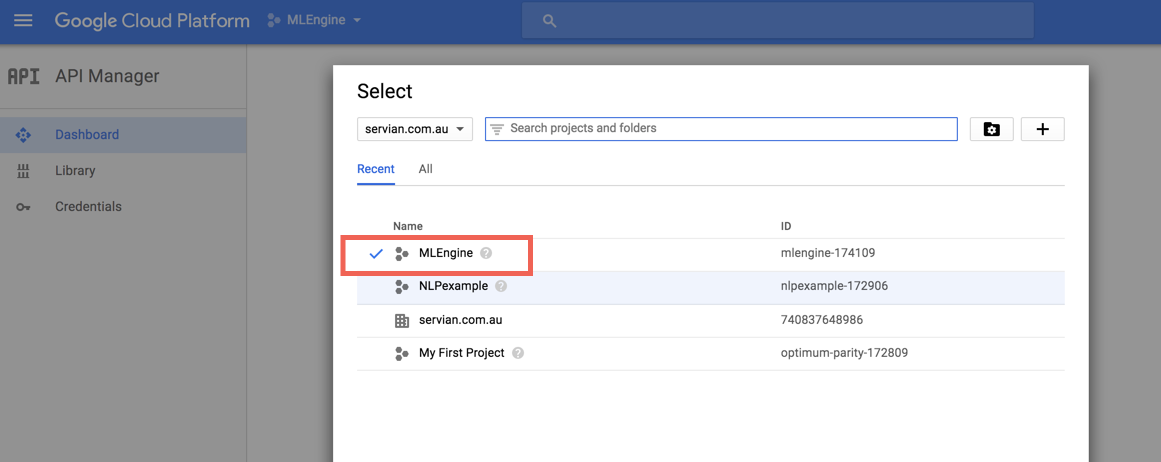 Google Cloud Platform MLEngine
API API Manager
Select
servian.com.au Search projects and folders
Dashboard
Library
Credentials
Recent All
Name ID
MLEngine ? mlengine-174109
NLPexample ? nlpexample-172906
servian.com.au 740837648986
My First Project ? optimum-parity-172809